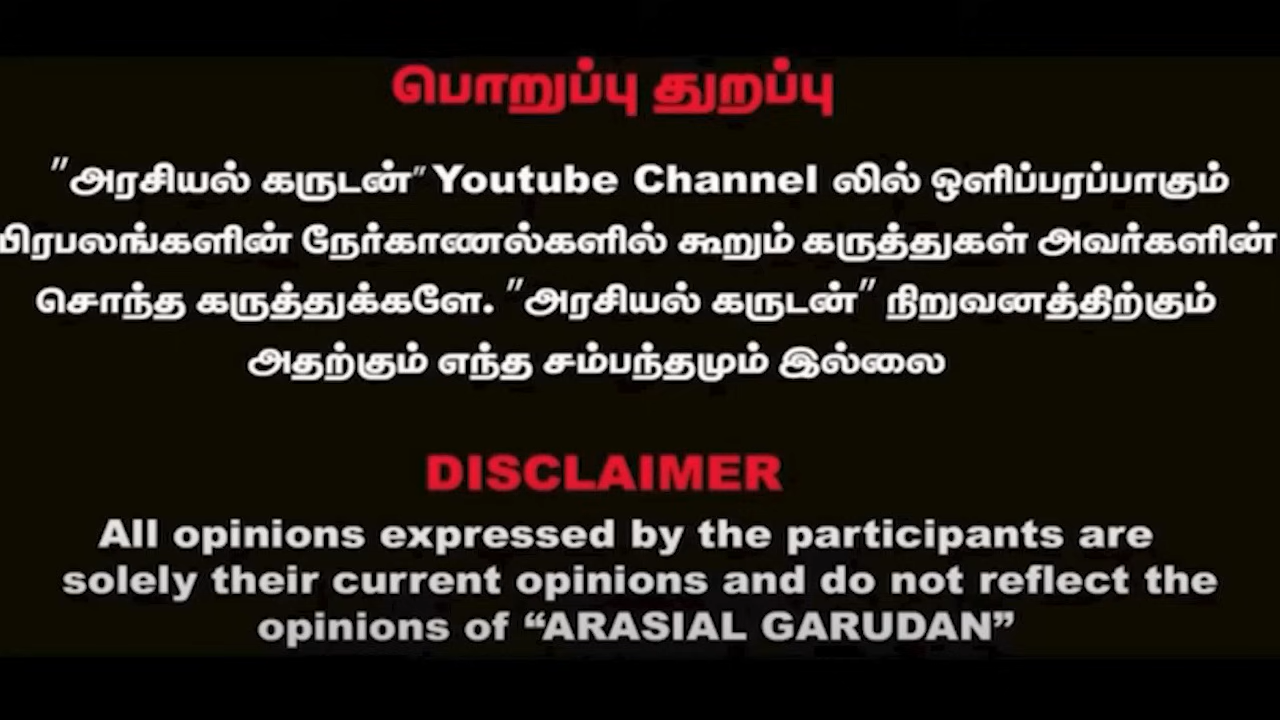 பொறுப்பு துறப்பு
"அரசியல் கருடன்" Youtube Channel லில் ஒளிப்பரப்பாகும்
பிரபலங்களின் நேர்காணல்களில் கூறும் கருத்துகள் அவர்களின்
சொந்த கருத்துக்களே. "அரசியல் கருடன்" நிறுவனத்திற்கும்
அதற்கும் எந்த சம்பந்தமும் இல்லை
DISCLAIMER
All opinions expressed by the participants are
solely their current opinions and do not reflect the
opinions of “ARASIAL GARUDAN”